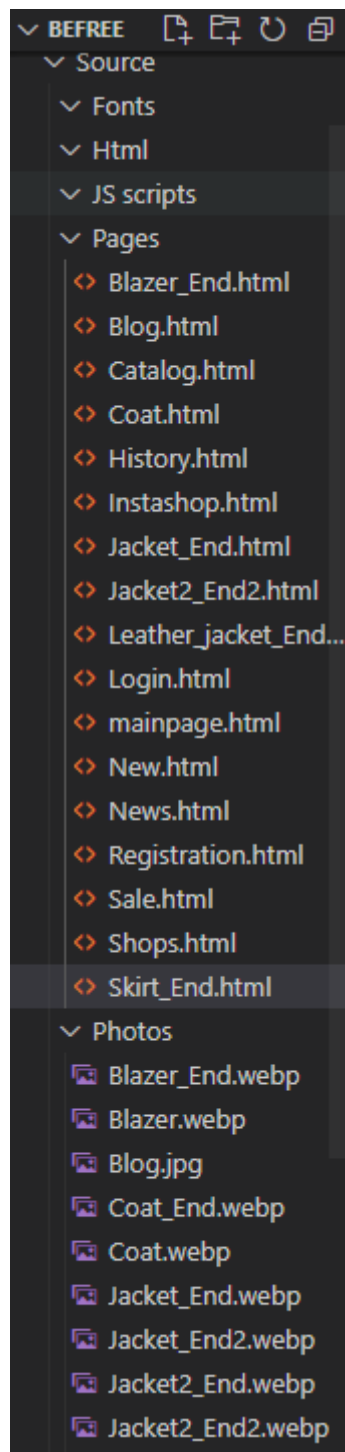 BEFREE
Source
Fonts
Html
JS scripts
Pages
Blazer_End.html
Blog.html
Catalog.html
Coat.html
History.html
Instashop.html
Jacket_End.html
Jacket2_End2.html
Leather_jacket_End...
Login.html
mainpage.html
New.html
News.html
Registration.html
Sale.html
Shops.html
Skirt_End.html
Photos
Blazer_End.webp
Blazer.webp
Blog.jpg
Coat_End.webp
Coat.webp
Jacket_End.webp
Jacket_End2.webp
Jacket2_End.webp
Jacket2_End2.webp